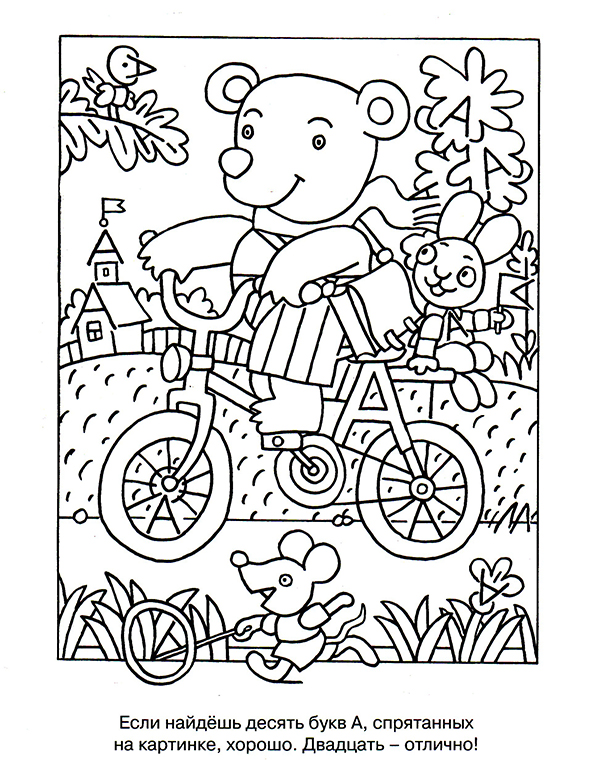 Если найдёшь десять букв А, спрятанных
на картинке, хорошо. Двадцать – отлично!